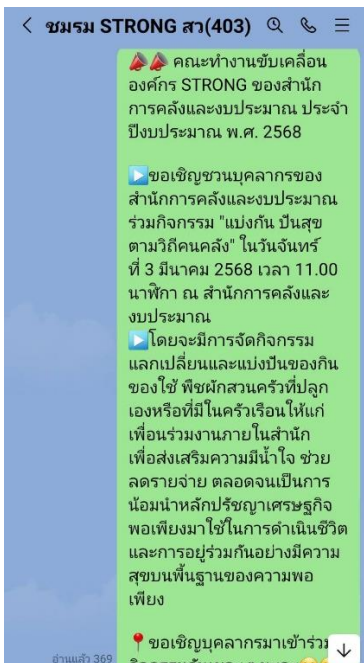 ชมรม STRONG สว(403)
📣📣 คณะทำงานขับเคลื่อน
องค์กร STRONG ของสำนัก
การคลังและงบประมาณ ประจำ
ปีงบประมาณ พ.ศ. 2568
▶️ขอเชิญชวนบุคลากรของ
สำนักการคลังและงบประมาณ
ร่วมกิจกรรม "แบ่งกัน ปันสุข
ตามวิถีคนคลัง" ในวันจันทร์
ที่ 3 มีนาคม 2568 เวลา 11.00
นาฬิกา ณ สำนักการคลังและ
งบประมาณ
▶️โดยจะมีการจัดกิจกรรม
แลกเปลี่ยนและแบ่งปันของกิน
ของใช้ พืชผักสวนครัวที่ปลูก
เองหรือที่มีในครัวเรือนให้แก่
เพื่อนร่วมงานภายในสำนัก
เพื่อส่งเสริมความมีน้ำใจ ช่วย
ลดรายจ่าย ตลอดจนเป็นการ
น้อมนำหลักปรัชญาเศรษฐกิจ
พอเพียงมาใช้ในการดำเนินชีวิต
และการอยู่ร่วมกันอย่างมีความ
สุขบนพื้นฐานของความพอ
เพียง
📍ขอเชิญบุคลากรมาเข้าร่วม
อ่านแล้ว 369